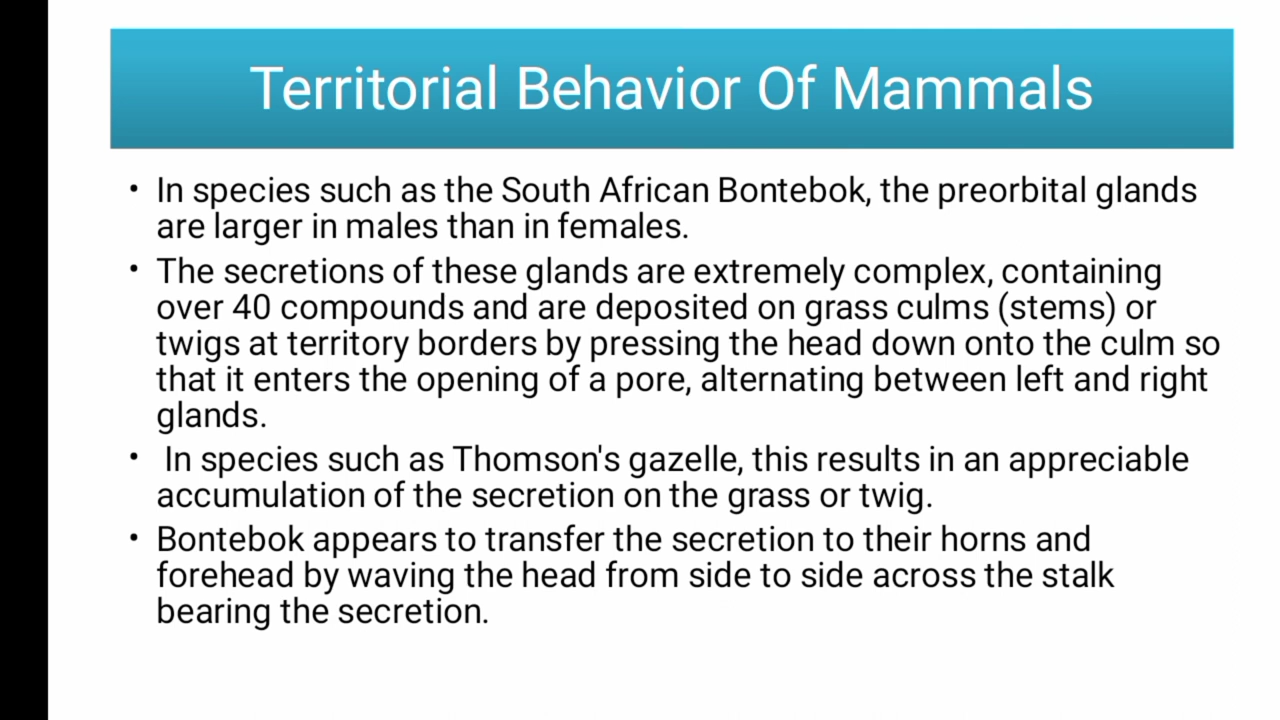 Territorial Behavior Of Mammals
• In species such as the South African Bontebok, the preorbital glands
are larger in males than in females.
• The secretions of these glands are extremely complex, containing
over 40 compounds and are deposited on grass culms (stems) or
twigs at territory borders by pressing the head down onto the culm so
that it enters the opening of a pore, alternating between left and right
glands.
• In species such as Thomson's gazelle, this results in an appreciable
accumulation of the secretion on the grass or twig.
• Bontebok appears to transfer the secretion to their horns and
forehead by waving the head from side to side across the stalk
bearing the secretion.